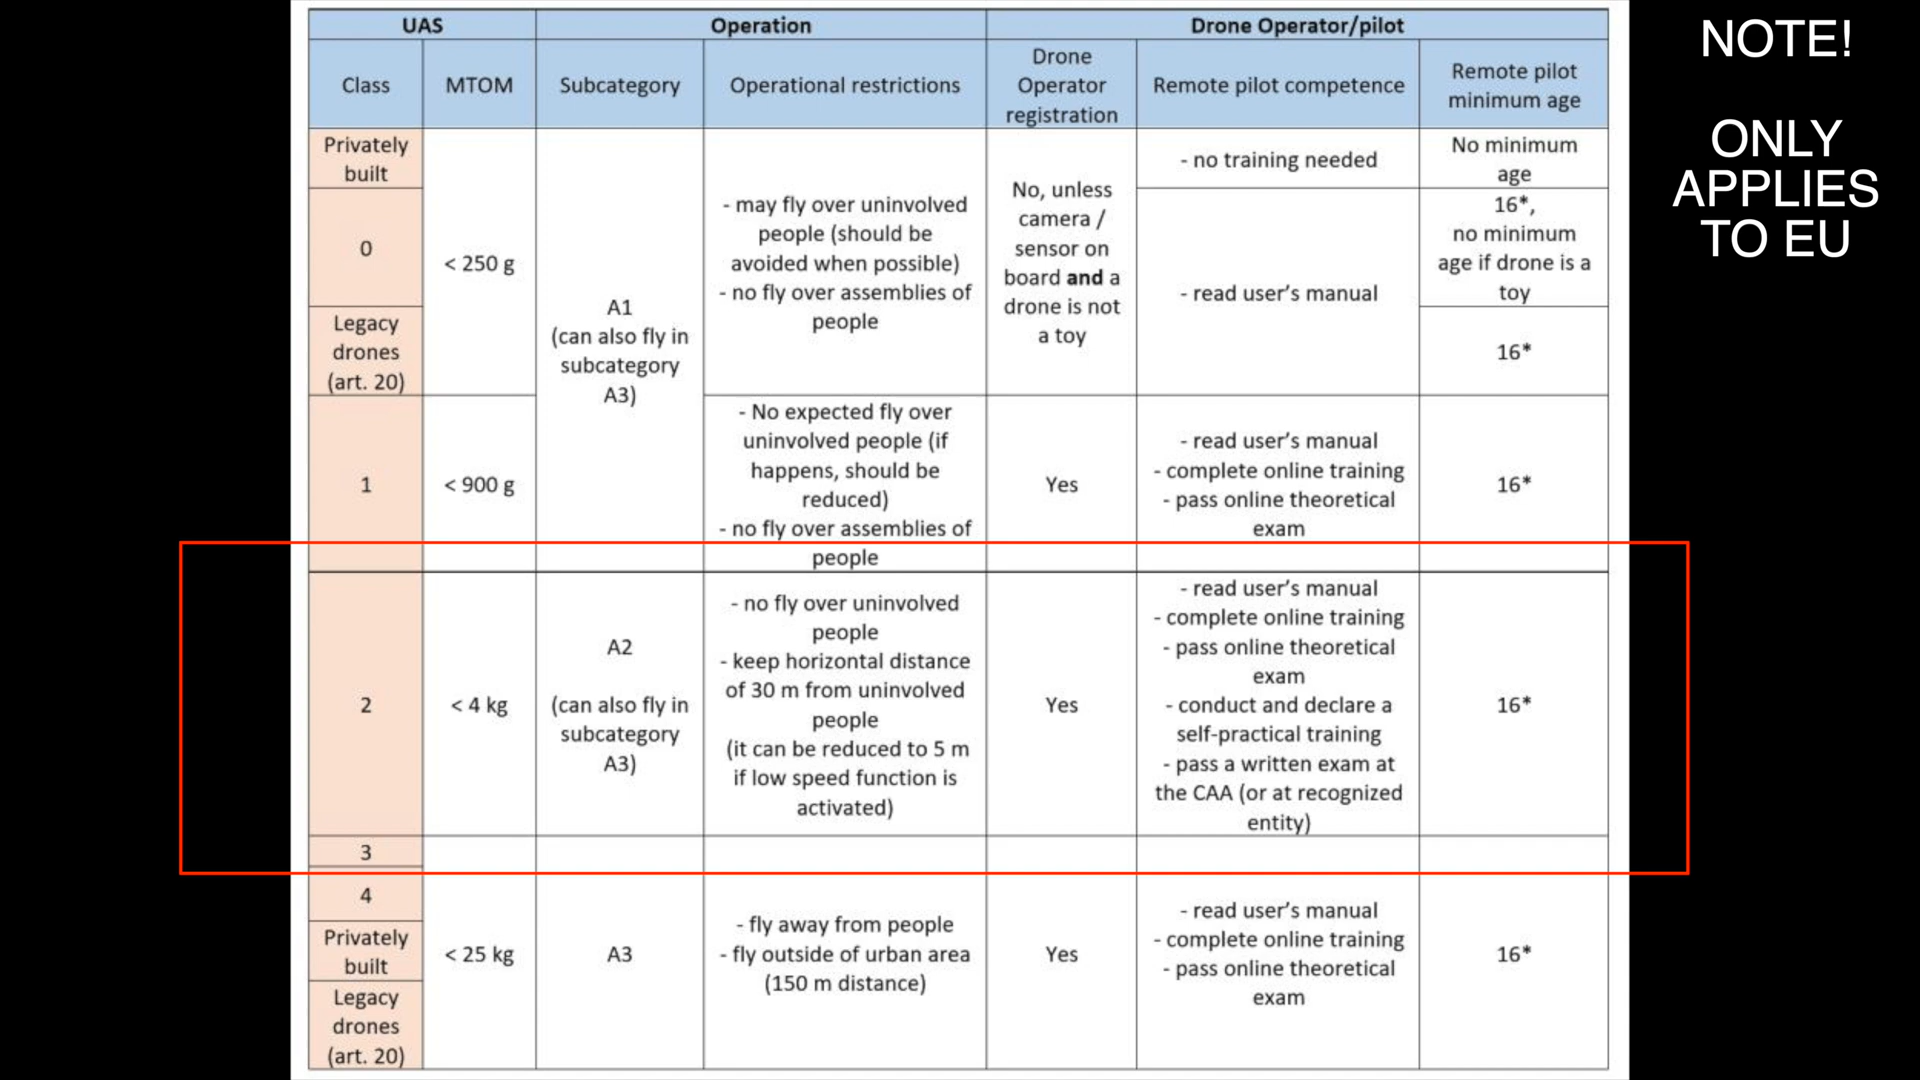 UAS Operation Drone Operator/pilot
Class MTOM Subcategory Operational restrictions Drone Operator registration Remote pilot competence Remote pilot minimum age
Privately
built
0
Legacy
drones
(art. 20)
< 250 g
A1
(can also fly in
subcategory
A3)
- may fly over uninvolved
people (should be
avoided when possible)
- no fly over assemblies of
people
No, unless
camera /
sensor on
board and a
drone is not
a toy
- no training needed
No minimum
age
- read user's manual
16*,
no minimum
age if drone is a
toy
16*
1
< 900 g
- No expected fly over
uninvolved people (if
happens, should be
reduced)
- no fly over assemblies of
people
Yes
- read user's manual
- complete online training
- pass online theoretical
exam
16*
2
< 4 kg
A2
(can also fly in
subcategory
A3)
- no fly over uninvolved
people
- keep horizontal distance
of 30 m from uninvolved
people
(it can be reduced to 5 m
if low speed function is
activated)
Yes
- read user's manual
- complete online training
- pass online theoretical
exam
- conduct and declare a
self-practical training
- pass a written exam at
the CAA (or at recognized
entity)
16*
3
4
Privately
built
Legacy
drones
(art. 20)
< 25 kg
A3
- fly away from people
- fly outside of urban area
(150 m distance)
Yes
- read user's manual
- complete online training
- pass online theoretical
exam
16*
NOTE!
ONLY
APPLIES
TO EU